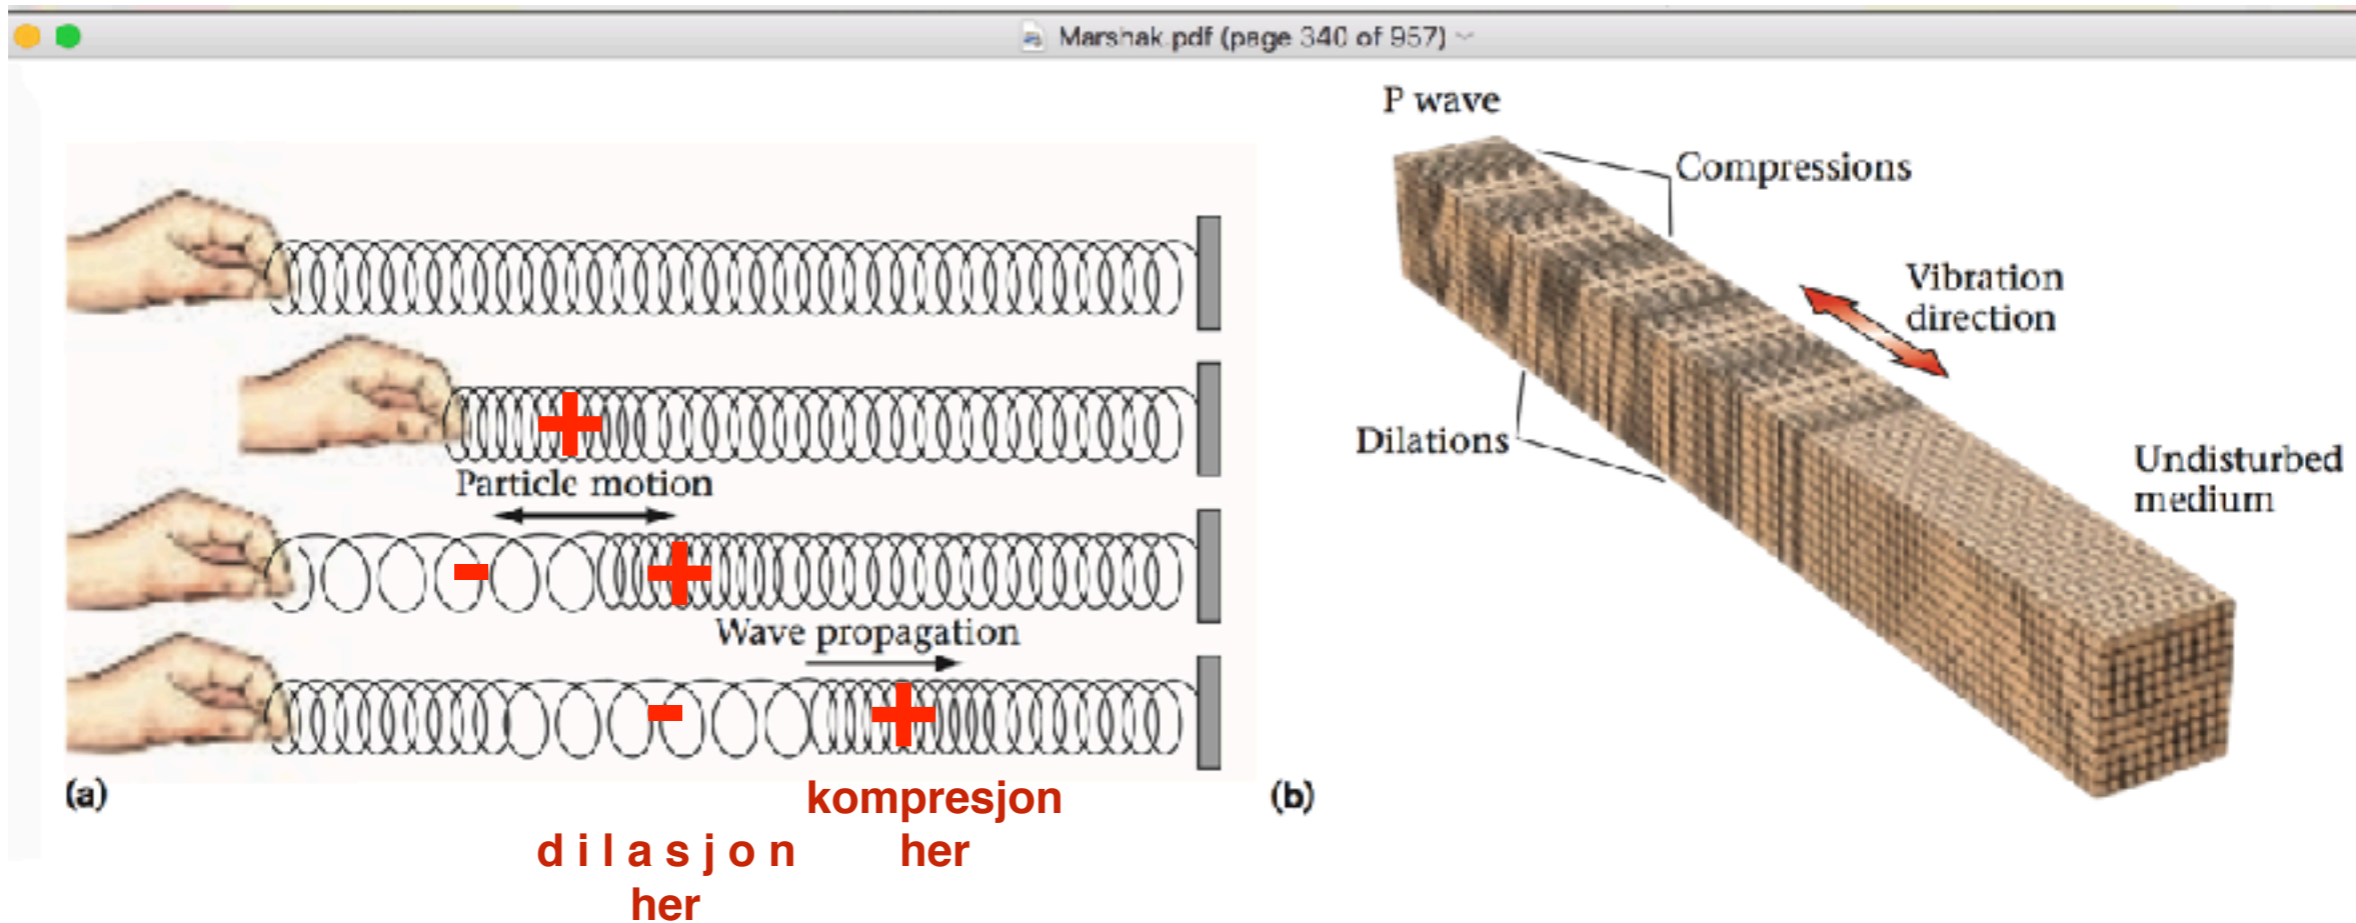 Marshak.pdf (page 340 of 957)
P wave
Compressions
Vibration
direction
Dilations
Undisturbed
medium
+
Particle motion
- +
Wave propagation
- +
(a)
kompresjon
her
d i l a s j o n
her
(b)